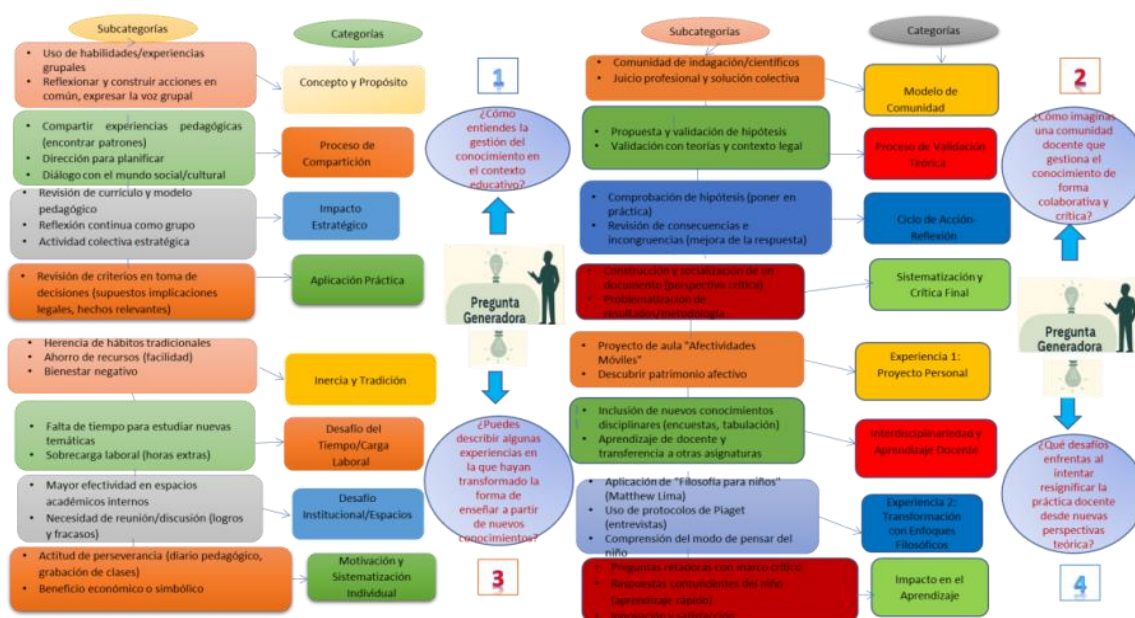 Subcategorías
Categorías
• Uso de habilidades/experiencias
grupales
• Reflexionar y construir acciones en
común, expresar la voz grupal
Concepto y Propósito
• Compartir experiencias pedagógicas
(encontrar patrones)
• Dirección para planificar
• Diálogo con el mundo social/cultural
Proceso de
Compartición
• Revisión de currículo y modelo
pedagógico
• Reflexión continua como grupo
• Actividad colectiva estratégica
Impacto
Estratégico
• Revisión de criterios en toma de
decisiones (supuestos implicaciones
legales, hechos relevantes)
Aplicación Práctica
1
¿Cómo
entiendes la
gestión del
conocimiento en
el contexto
educativo?
Pregunta
Generadora
• Herencia de hábitos tradicionales
• Ahorro de recursos (facilidad)
• Bienestar negativo
Inercia y Tradición
• Falta de tiempo para estudiar nuevas
temáticas
• Sobrecarga laboral (horas extras)
Desafío del
Tiempo/Carga
Laboral
• Mayor efectividad en espacios
académicos internos
• Necesidad de reunión/discusión (logros
y fracasos)
Desafío
Institucional/Espacios
• Actitud de perseverancia (diario pedagógico,
grabación de clases)
• Beneficio económico o simbólico
Motivación y
Sistematización
Individual
¿Puedes
describir algunas
experiencias en
la que hayan
transformado la
forma de
enseñar a partir
de nuevos
conocimientos?
3
Subcategorías
Categorías
• Comunidad de indagación/científicos
• Juicio profesional y solución colectiva
Modelo de
Comunidad
• Propuesta y validación de hipótesis
• Validación con teorías y contexto legal
Proceso de Validación
Teórica
• Comprobación de hipótesis (poner en
práctica)
• Revisión de consecuencias e
incongruencias (mejora de la respuesta)
Ciclo de Acción-
Reflexión
• Construcción y socialización de un
documento (perspectiva crítica)
• Problematización de
resultados/metodología
Sistematización y
Crítica Final
2
¿Cómo imaginas
una comunidad
docente que
gestiona el
conocimiento de
forma
colaborativa y
crítica?
Pregunta
Generadora
• Proyecto de aula "Afectividades
Móviles"
• Descubrir patrimonio afectivo
Experiencia 1:
Proyecto Personal
• Inclusión de nuevos conocimientos
disciplinares (encuestas, tabulación)
• Aprendizaje de docente y
transferencia a otras asignaturas
Interdisciplinariedad y
Aprendizaje Docente
• Aplicación de "Filosofía para niños"
(Matthew Lima)
• Uso de protocolos de Piaget
(entrevistas)
• Comprensión del modo de pensar del
niño
Experiencia 2:
Transformación
con Enfoques
Filosóficos
• Preguntas retadoras con marco crítico
• Respuestas contundentes del niño
(aprendizaje rápido)
• Innovación y satisfacción
Impacto en el
Aprendizaje
¿Qué desafíos
enfrentas al
intentar
resignificar la
práctica docente
desde nuevas
perspectivas
teórica?
4